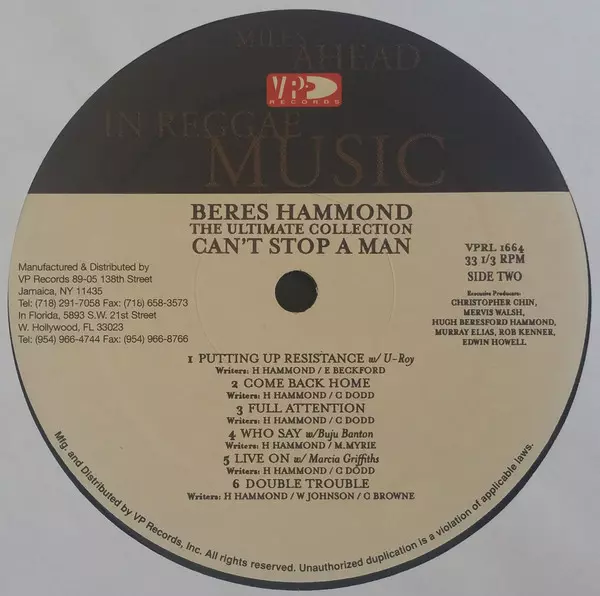 MILES
AHEAD
VP
RECORDS
IN REGGAE
MUSIC
BERES HAMMOND
THE ULTIMATE COLLECTION
CAN'T STOP A MAN
Manufactured & Distributed by
VP Records 89-05 138th Street
Jamaica, NY 11435
Tel: (718) 291-7058 Fax: (718) 658-3573
In Florida, 5893 S.W. 21st Street
W. Hollywood, FL 33023
Tel: (954) 966-4744 Fax: (954) 966-8766
VPRL 1664
33 1/3 RPM
SIDE TWO
Executive Producers:
CHRISTOPHER CHIN,
MERVIS WALSH,
HUGH BERESFORD HAMMOND,
MURRAY ELIAS, ROB KENNER,
EDWIN HOWELL
1 PUTTING UP RESISTANCE w/ U-Roy
Writers: H HAMMOND / E BECKFORD
2 COME BACK HOME
Writers: H HAMMOND / C DODD
3 FULL ATTENTION
Writers: H HAMMOND / C DODD
4 WHO SAY w/Buju Banton
Writers: H HAMMOND / M.MYRIE
5 LIVE ON w/ Marcia Griffiths
Writers: H HAMMOND / C DODD
6 DOUBLE TROUBLE
Writers: H HAMMOND / W JOHNSON / C BROWNE
Mfg. and Distributed by VP Records, Inc. All rights reserved. Unauthorized duplication is a violation of applicable laws.